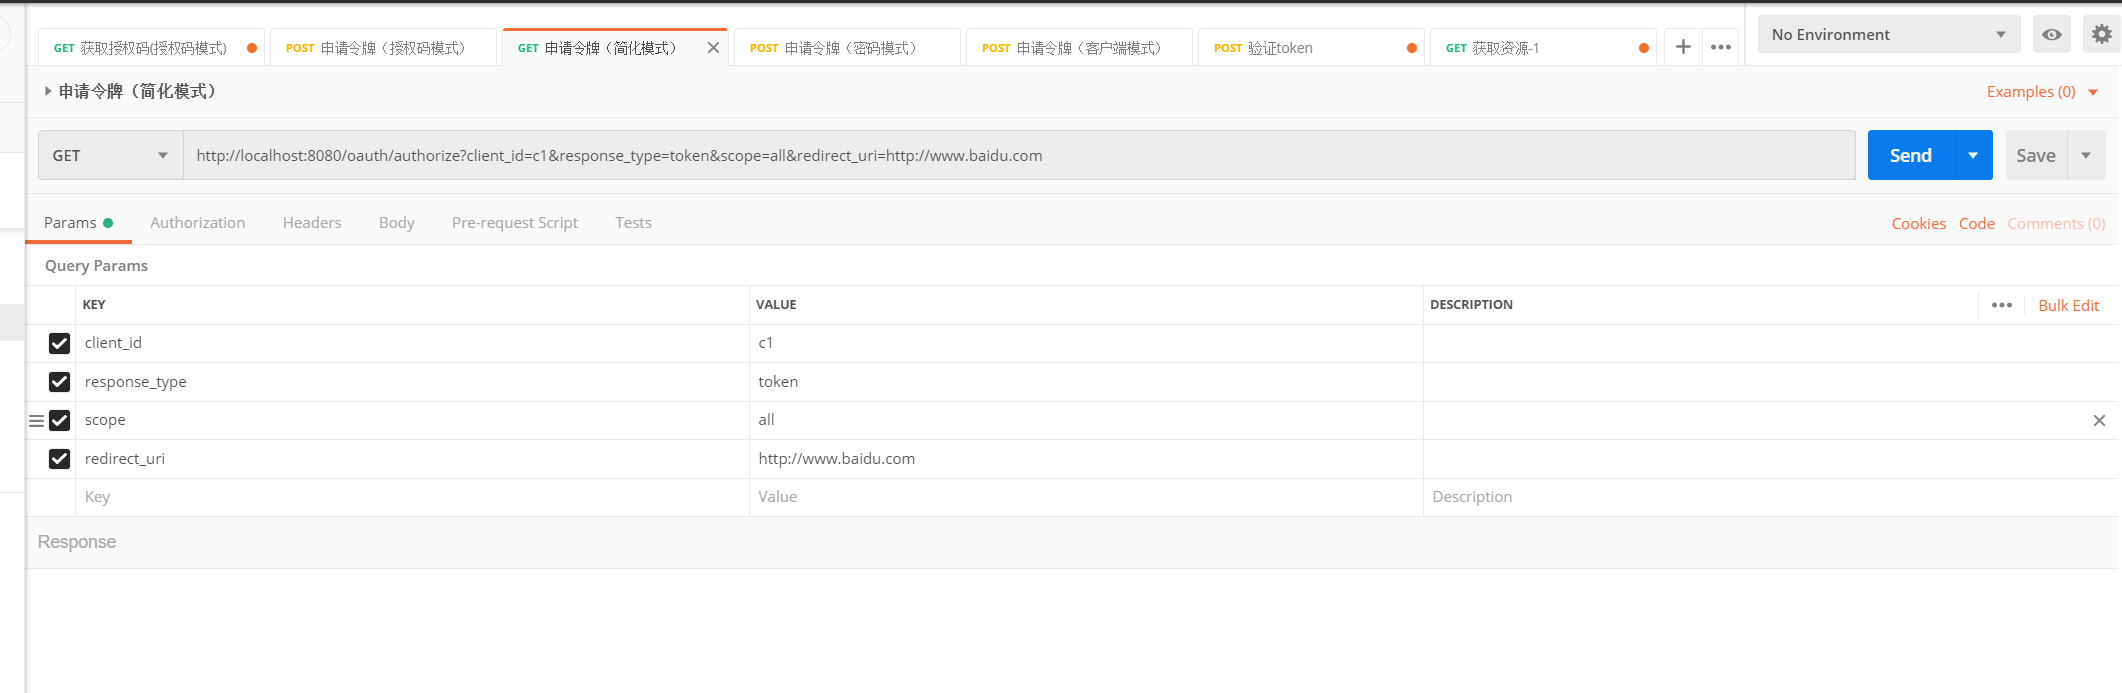 GET 获取授权码(授权码模式) POST 申请令牌（授权码模式） GET 申请令牌（简化模式） POST 申请令牌（密码模式） POST 申请令牌（客户端模式） POST 验证token GET 获取资源-1 No Environment
申请令牌（简化模式） Examples (0)
GET http://localhost:8080/oauth/authorize?client_id=c1&response_type=token&scope=all&redirect_uri=http://www.baidu.com Send Save
Params Authorization Headers Body Pre-request Script Tests Cookies Code Comments (0)
Query Params
KEY VALUE DESCRIPTION Bulk Edit
client_id c1
response_type token
scope all
redirect_uri http://www.baidu.com
Key Value Description
Response